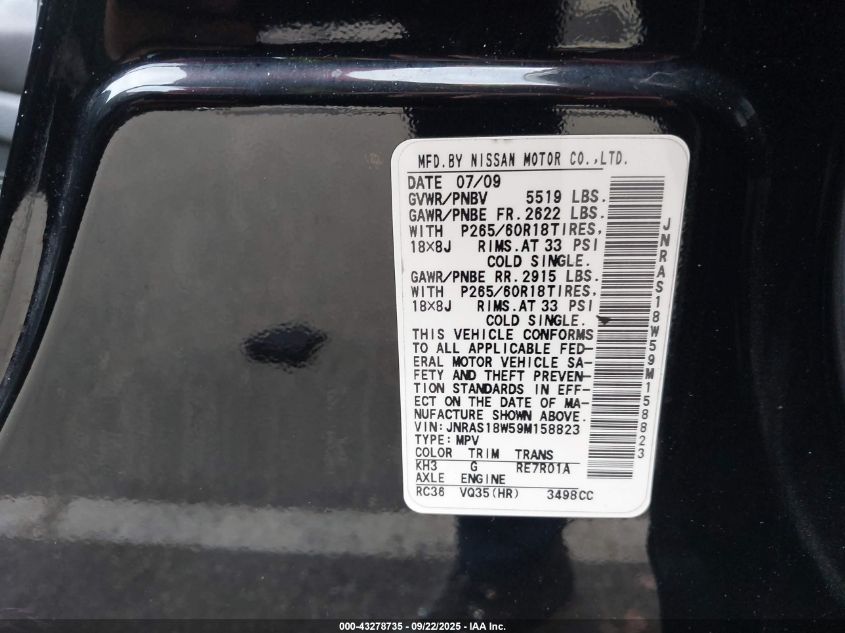 MFD.BY NISSAN MOTOR CO.,LTD.
DATE 07/09
GVWR/PNBV 5519 LBS.
GAWR/PNBE FR. 2622 LBS.
WITH P265/60R18TIRES,
18X8J RIMS.AT 33 PSI
COLD SINGLE.
GAWR/PNBE RR. 2915 LBS.
WITH P265/60R18TIRES,
18X8J RIMS.AT 33 PSI
COLD SINGLE.
THIS VEHICLE CONFORMS
TO ALL APPLICABLE FED-
ERAL MOTOR VEHICLE SA-
FETY AND THEFT PREVEN-
TION STANDARDS IN EFF-
ECT ON THE DATE OF MA-
NUFACTURE SHOWN ABOVE.
VIN:JNRAS18W59M158823
TYPE: MPV
COLOR TRIM TRANS
KH3 G RE7R01A
AXLE ENGINE
RC36 VQ35(HR) 3498CC
JNRAS18W59M158823
000-43278735 - 09/22/2025 - IAA Inc.